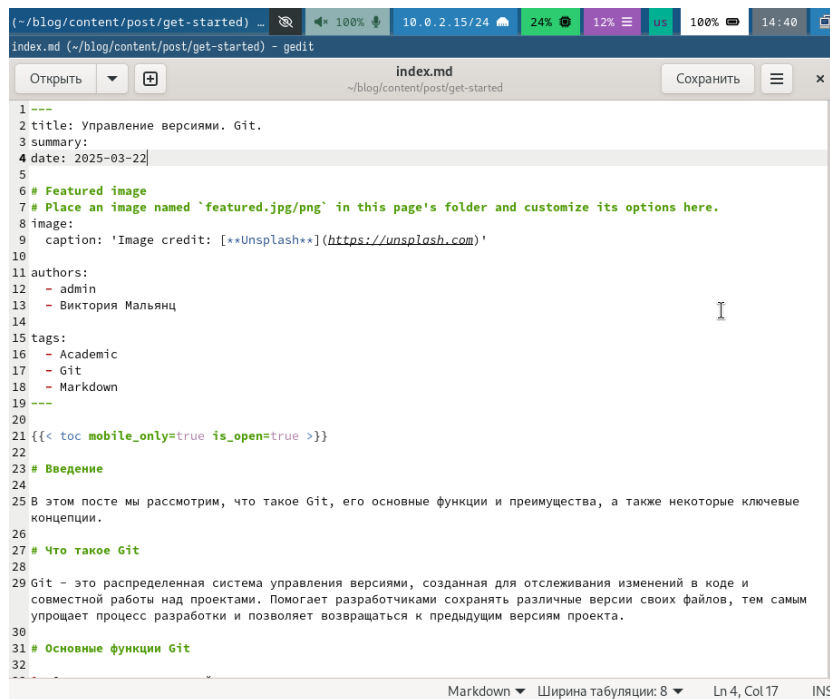 (~/blog/content/post/get-started) … 100% 10.0.2.15/24 24% 12% us 100% 14:40
index.md (~/blog/content/post/get-started) - gedit
Открыть index.md Сохранить
~/blog/content/post/get-started
1 ---
2 title: Управление версиями. Git.
3 summary:
4 date: 2025-03-22
5
6 # Featured image
7 # Place an image named `featured.jpg/png` in this page's folder and customize its options here.
8 image:
9   caption: 'Image credit: [**Unsplash**](https://unsplash.com)'
10
11 authors:
12   - admin
13   - Виктория Мальянц
14
15 tags:
16   - Academic
17   - Git
18   - Markdown
19 ---
20
21 {{< toc mobile_only=true is_open=true >}}
22
23 # Введение
24
25 В этом посте мы рассмотрим, что такое Git, его основные функции и преимущества, а также некоторые ключевые
концепции.
26
27 # Что такое Git
28
29 Git - это распределенная система управления версиями, созданная для отслеживания изменений в коде и
совместной работы над проектами. Помогает разработчиками сохранять различные версии своих файлов, тем самым
упрощает процесс разработки и позволяет возвращаться к предыдущим версиям проекта.
30
31 # Основные функции Git
32
Markdown Ширина табуляции: 8 Ln 4, Col 17 INS